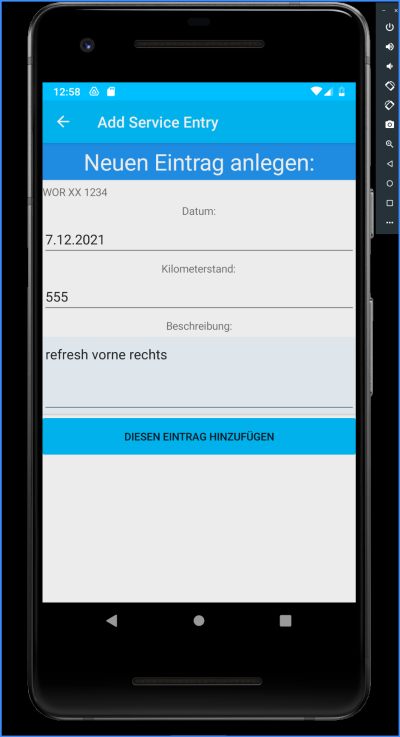 12:58
Add Service Entry
Neuen Eintrag anlegen:
WOR XX 1234
Datum:
7.12.2021
Kilometerstand:
555
Beschreibung:
refresh vorne rechts
DIESEN EINTRAG HINZUFÜGEN